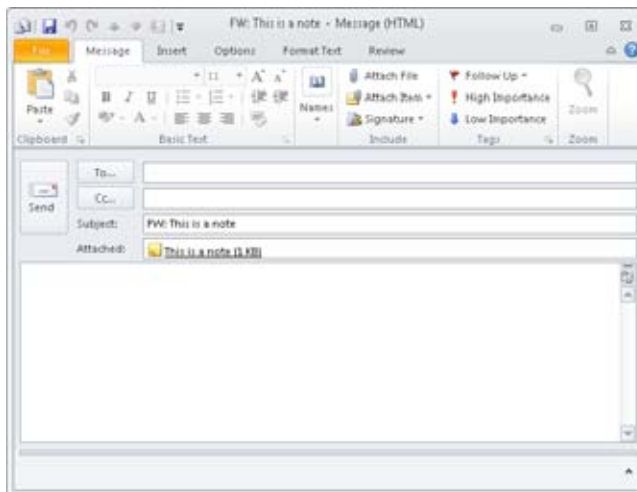 FW: This is a note - Message (HTML)
File Message Insert Options Format Text Review
Paste
11
Names
Attach File
Attach Item
Signature
Follow Up
High Importance
Low Importance
Zoom
Clipboard Basic Text Include Tags Zoom
Send
To...
Cc...
Subject: FW: This is a note
Attached: This is a note (1 KB)